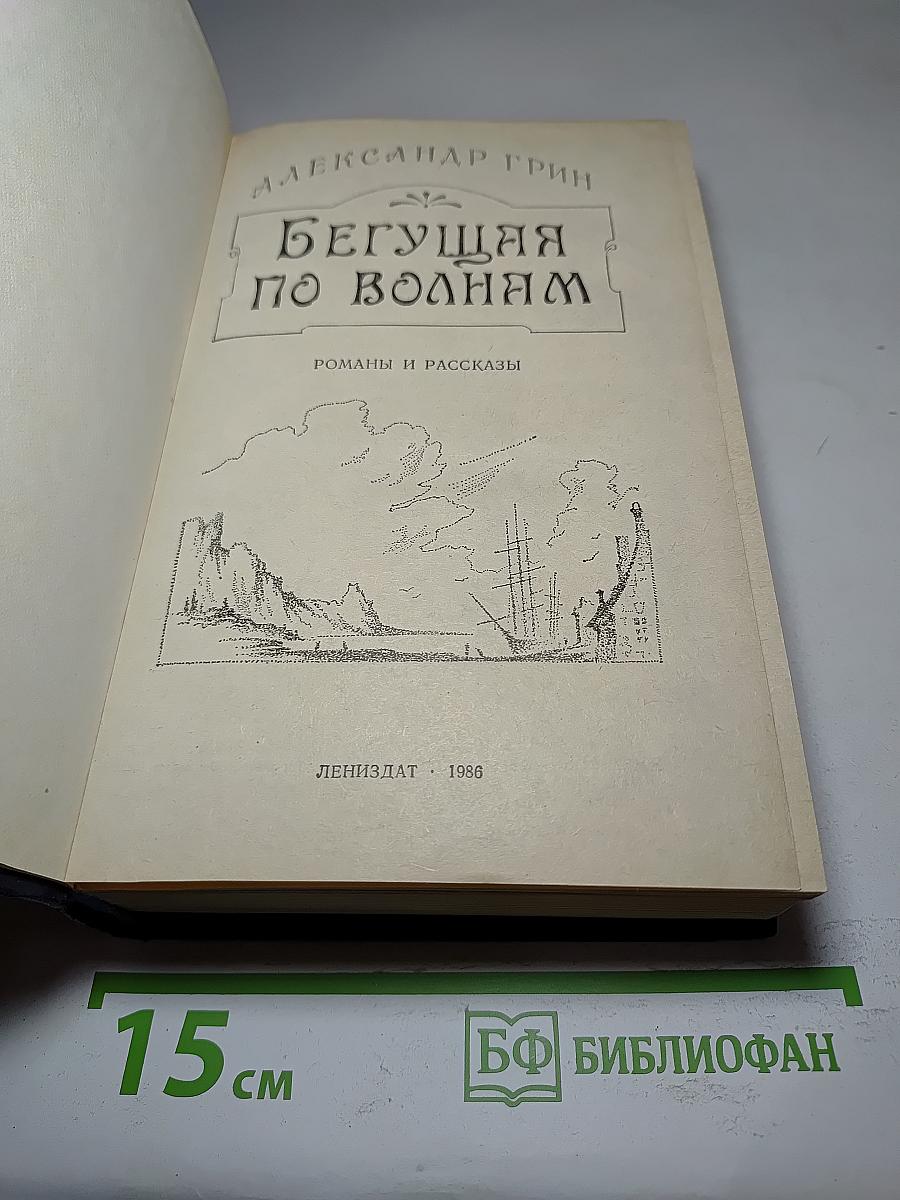 АЛЕКСАНДР ГРИН
БЕГУЩАЯ
ПО ВОЛНАМ
РОМАНЫ И РАССКАЗЫ
ЛЕНИЗДАТ · 1986
15 см
БФ БИБЛИОФАН